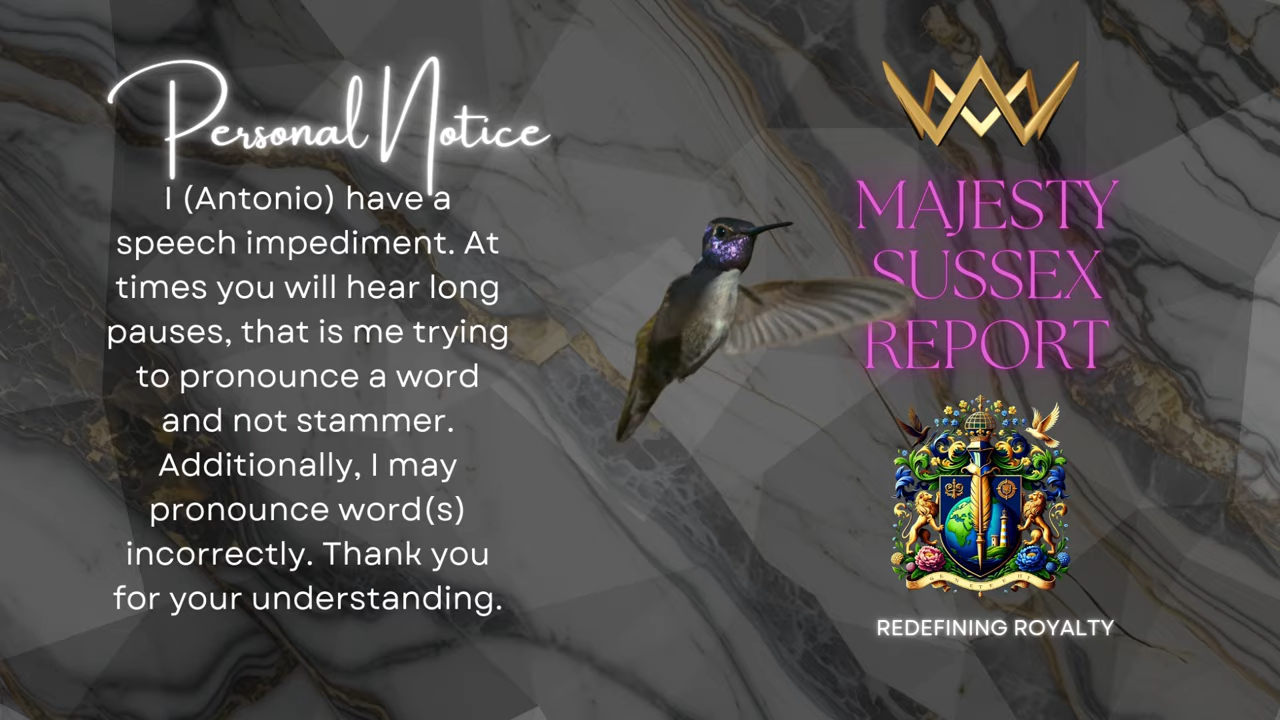 Personal Notice
I (Antonio) have a
speech impediment. At
times you will hear long
pauses, that is me trying
to pronounce a word
and not stammer.
Additionally, I may
pronounce word(s)
incorrectly. Thank you
for your understanding.
MAJESTY
SUSSEX
REPORT
REDEFINING ROYALTY